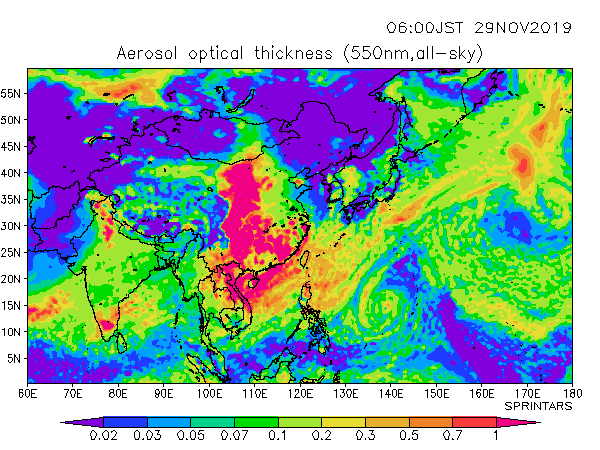 06:00JST 29NOV2019
Aerosol optical thickness (550nm,all-sky)
55N
50N
45N
40N
35N
30N
25N
20N
15N
10N
5N
60E 70E 80E 90E 100E 110E 120E 130E 140E 150E 160E 170E 180
SPRINTARS
0.02 0.03 0.05 0.07 0.1 0.2 0.3 0.5 0.7 1